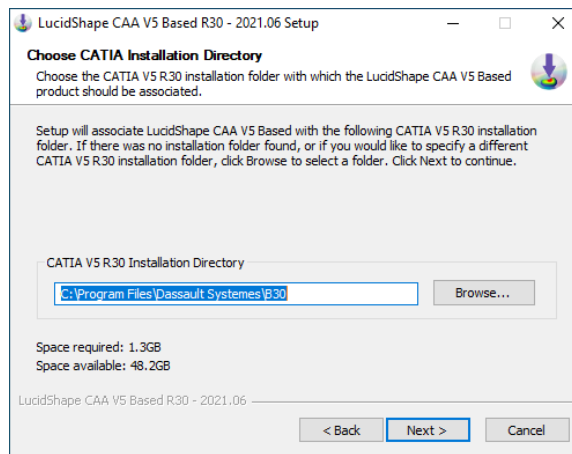 LucidShape CAA V5 Based R30 - 2021.06 Setup
Choose CATIA Installation Directory
Choose the CATIA V5 R30 installation folder with which the LucidShape CAA V5 Based
product should be associated.
Setup will associate LucidShape CAA V5 Based with the following CATIA V5 R30 installation
folder. If there was no installation folder found, or if you would like to specify a different
CATIA V5 R30 installation folder, click Browse to select a folder. Click Next to continue.
CATIA V5 R30 Installation Directory
C:\Program Files\Dassault Systemes\B30
Browse...
Space required: 1.3GB
Space available: 48.2GB
LucidShape CAA V5 Based R30 - 2021.06
< Back
Next >
Cancel